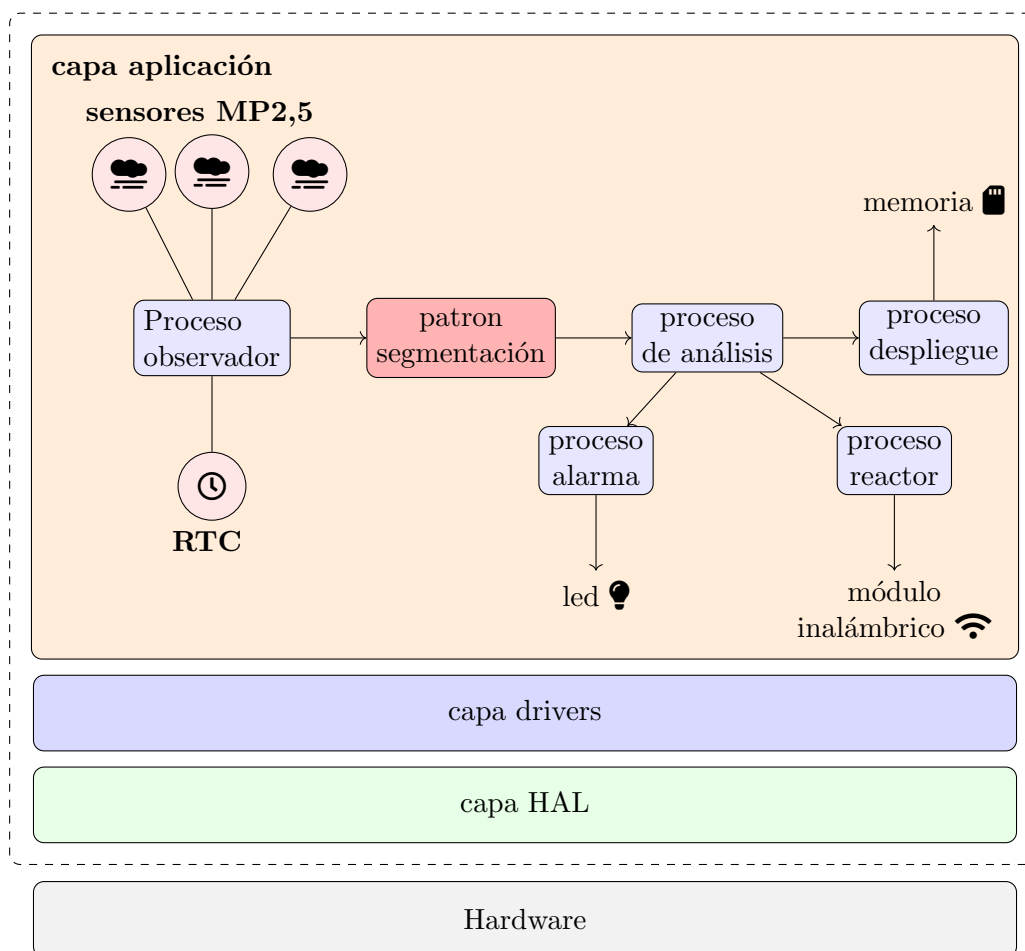 capa aplicación
sensores MP2,5
memoria
Proceso
observador
patron
segmentación
proceso
de análisis
proceso
despliegue
proceso
alarma
proceso
reactor
RTC
led
módulo
inalámbrico
capa drivers
capa HAL
Hardware